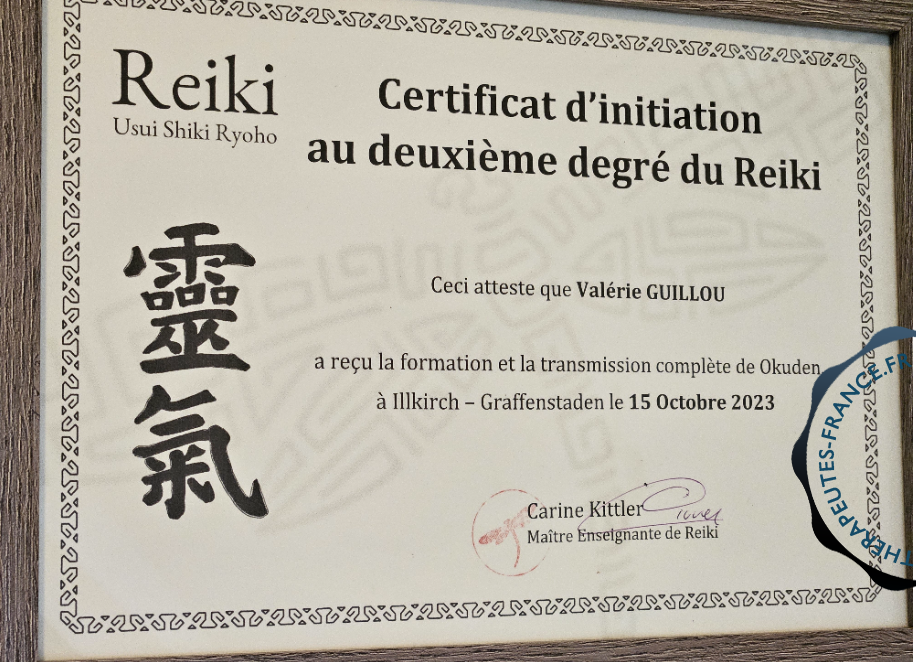 Reiki
Usui Shiki Ryoho
Certificat d'initiation
au deuxième degré du Reiki
靈
氣
Ceci atteste que Valérie GUILLOU
a reçu la formation et la transmission complète de Okuden
à Illkirch – Graffenstaden le 15 Octobre 2023
Carine Kittler
Maître Enseignante de Reiki
THÉRAPEUTES-FRANCE.FR